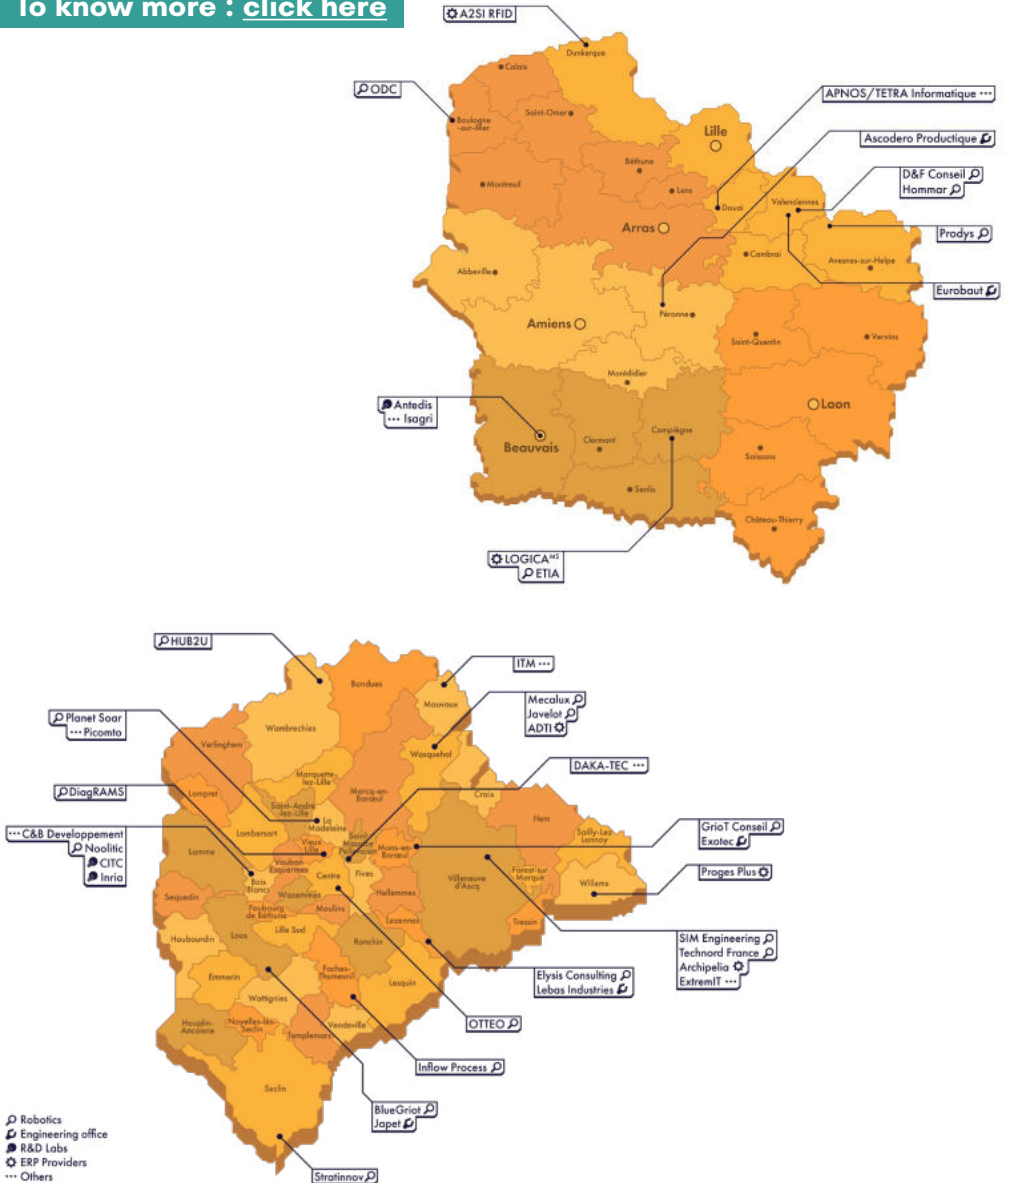 To know more : click here
A2SI RFID
Dunkerque
Calais
ODC
APNOS/TETRA Informatique ···
Saint-Omer
Boulogne
-sur-Mer
Lille
Ascodero Productique
Béthune
D&F Conseil
Hommar
Montreuil
Lens
Valenciennes
Douai
Arras
Prodys
Cambrai
Avesnes-sur-Helpe
Abbeville
Eurobaut
Péronne
Amiens
Saint-Quentin
Vervins
Montdidier
Antedis
··· Isagri
Laon
Compiègne
Clermont
Beauvais
Soissons
Senlis
Château-Thierry
LOGICA MS
ETIA
HUB2U
ITM ···
Bondues
Mouvaux
Mecalux
Javelot
ADTI
Planet Soar
··· Picomto
Wambrechies
Verlinghem
Wasquehal
DAKA-TEC ···
Marquette
-lez-Lille
DiagRAMS
Lompret
Marcq-en-
Barœul
Croix
Saint-André
-lez-Lille
Hem
La
Madeleine
Sailly-Lez
Lannoy
GrioT Conseil
Exotec
··· C&B Developpement
Noolitic
CITC
Inria
Lambersart
Saint
Maurice
Pellevoisin
Vieux
Lille
Mons-en-
Barœul
Lomme
Vauban
Esquermes
Centre
Fives
Villeneuve
d'Ascq
Forest-sur
Marque
Proges Plus
Willems
Bois
Blancs
Wazemmes
Hellemmes
Sequedin
Faubourg
de Béthune
Moulins
Lezennes
Tressin
Lille Sud
Loos
Haubourdin
Ronchin
SIM Engineering
Technord France
Archipelia
ExtremIT ···
Emmerin
Faches-
Thumesnil
Lesquin
Elysis Consulting
Lebas Industries
Wattignies
Houplin-
Ancoisne
Noyelles-lès-
Seclin
Vendeville
Templemars
OTTEO
Inflow Process
Seclin
BlueGriot
Japet
Robotics
Engineering office
R&D Labs
ERP Providers
··· Others
Stratinnov